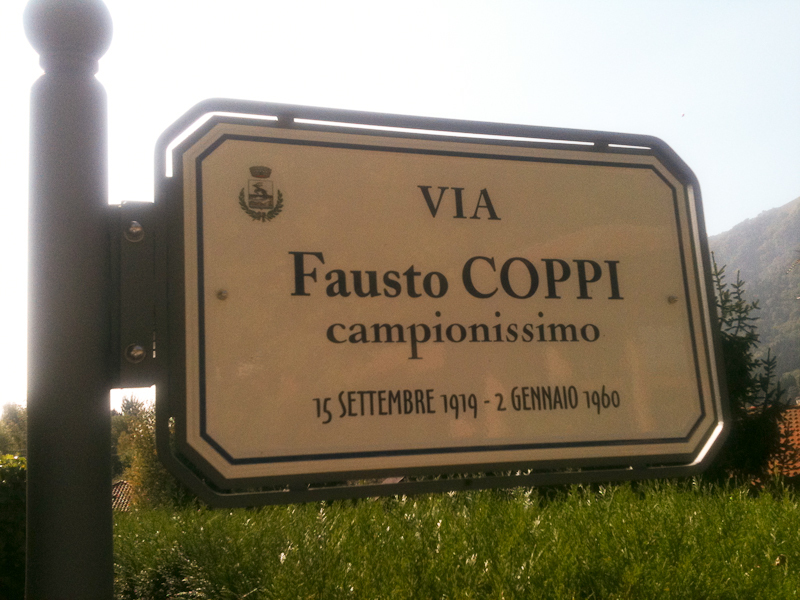 VIA
Fausto COPPI
campionissimo
15 SETTEMBRE 1919 - 2 GENNAIO 1960